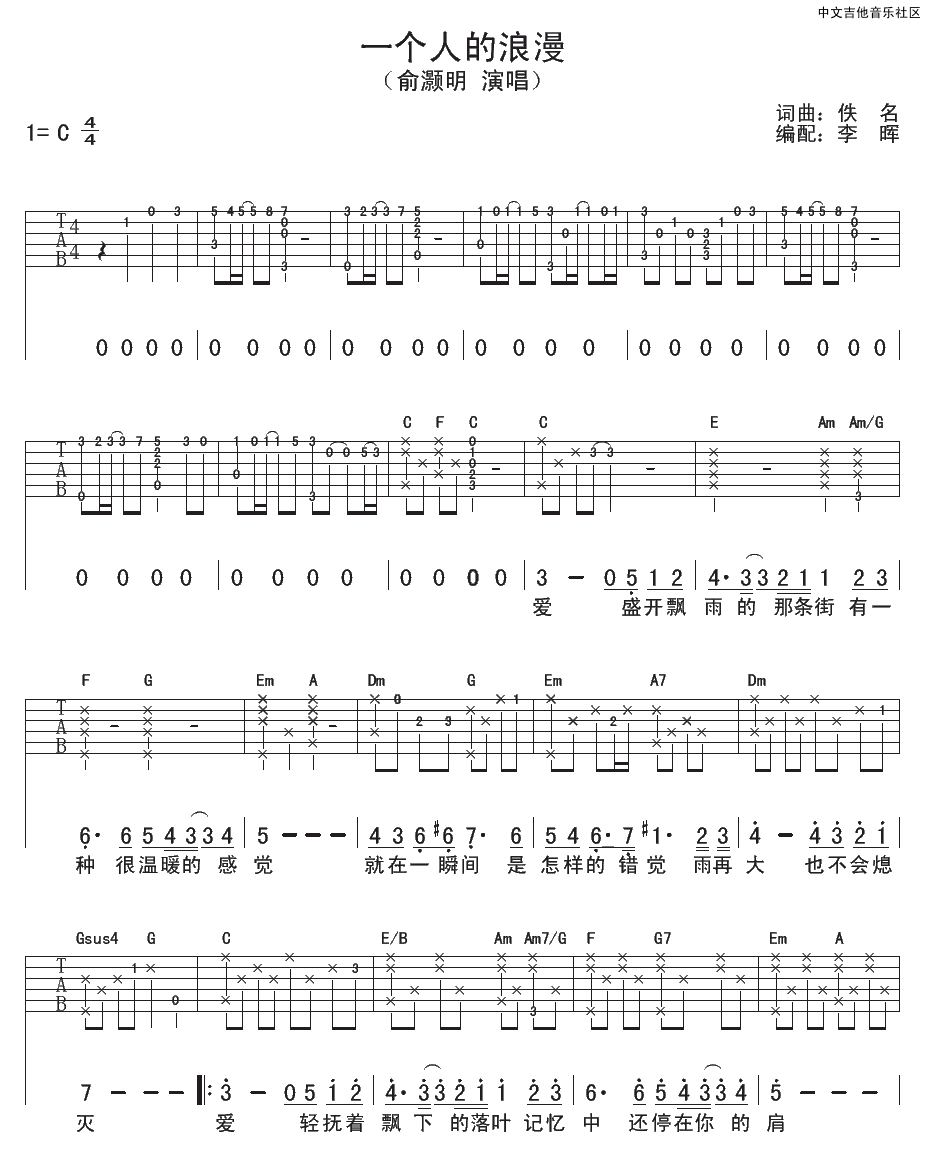 中文吉他音乐社区
一个人的浪漫
（俞灏明 演唱）
词曲：佚 名
1= C 4/4
编配：李 晖
0 0 0 0 0 0 0 0 0 0 0 0 0 0 0 0 0 0 0 0 0 0 0 0
C F C C E Am Am/G
0 0 0 0 0 0 0 0 0 0 0 0 3 - 0 5 1 2 4· 3 3 2 1 1 2 3
爱 盛开飘 雨的 那条街 有一
F G Em A Dm G Em A7 Dm
6· 6 5 4 3 3 4 5 - - - 4 3 6 #6 7· 6 5 4 6· 7 #1· 2 3 4 - 4 3 2 1
种 很温暖的 感 觉 就在一 瞬间 是 怎样的 错觉 雨再 大 也不会熄
Gsus4 G C E/B Am Am7/G F G7 Em A
7 - - - 3 - 0 5 1 2 4· 3 3 2 1 1 2 3 6· 6 5 4 3 3 4 5 - - -
灭 爱 轻抚着 飘 下 的落叶 记忆 中 还停在你 的 肩